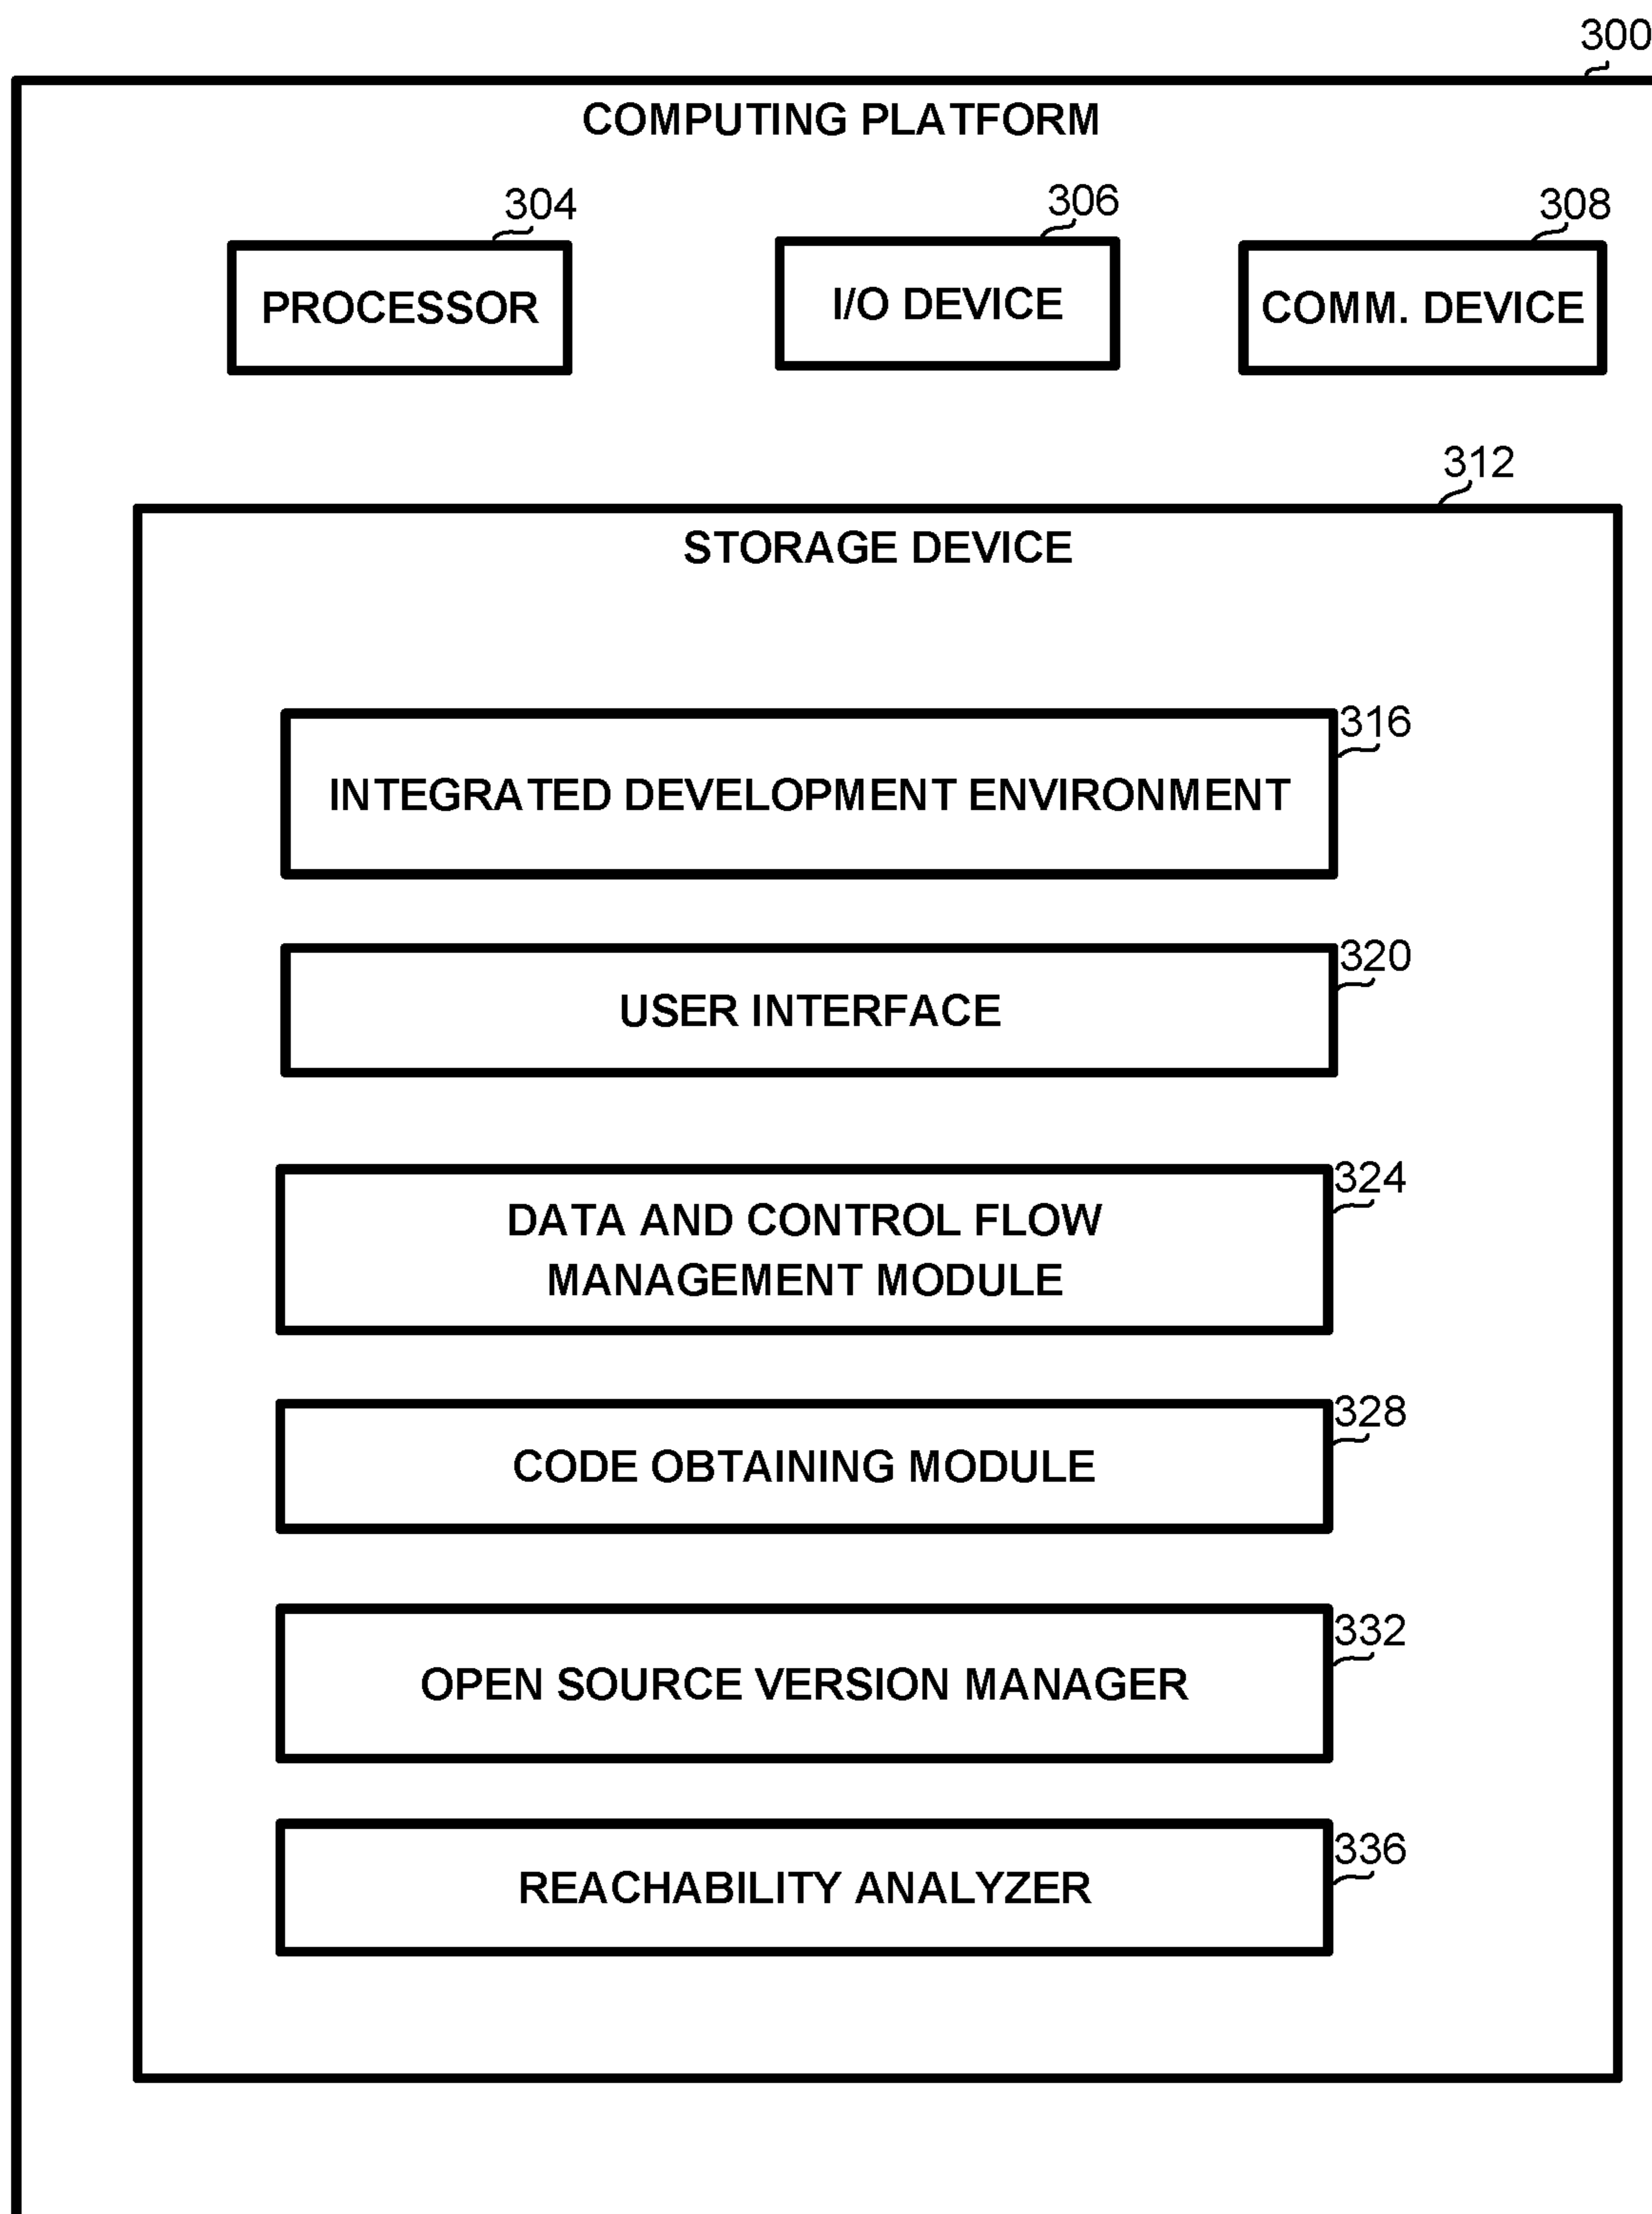 300
COMPUTING PLATFORM
304
306
308
PROCESSOR
I/O DEVICE
COMM. DEVICE
312
STORAGE DEVICE
316
INTEGRATED DEVELOPMENT ENVIRONMENT
320
USER INTERFACE
324
DATA AND CONTROL FLOW
MANAGEMENT MODULE
328
CODE OBTAINING MODULE
332
OPEN SOURCE VERSION MANAGER
336
REACHABILITY ANALYZER